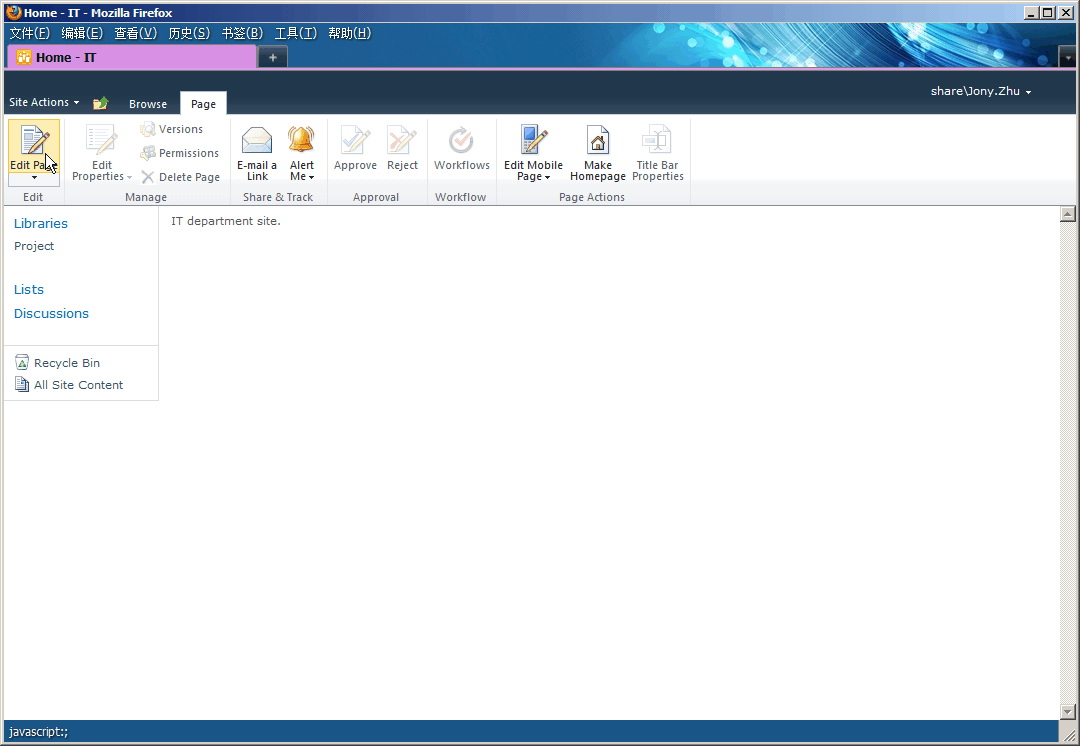 Home - IT - Mozilla Firefox
文件(F) 编辑(E) 查看(V) 历史(S) 书签(B) 工具(T) 帮助(H)
Home - IT
+
share\Jony.Zhu
Site Actions Browse Page
Edit Page
Edit Properties
Versions
Permissions
Delete Page
E-mail a Link
Alert Me
Approve
Reject
Workflows
Edit Mobile Page
Make Homepage
Title Bar Properties
Edit Manage Share & Track Approval Workflow Page Actions
Libraries
Project
Lists
Discussions
Recycle Bin
All Site Content
IT department site.
javascript:;